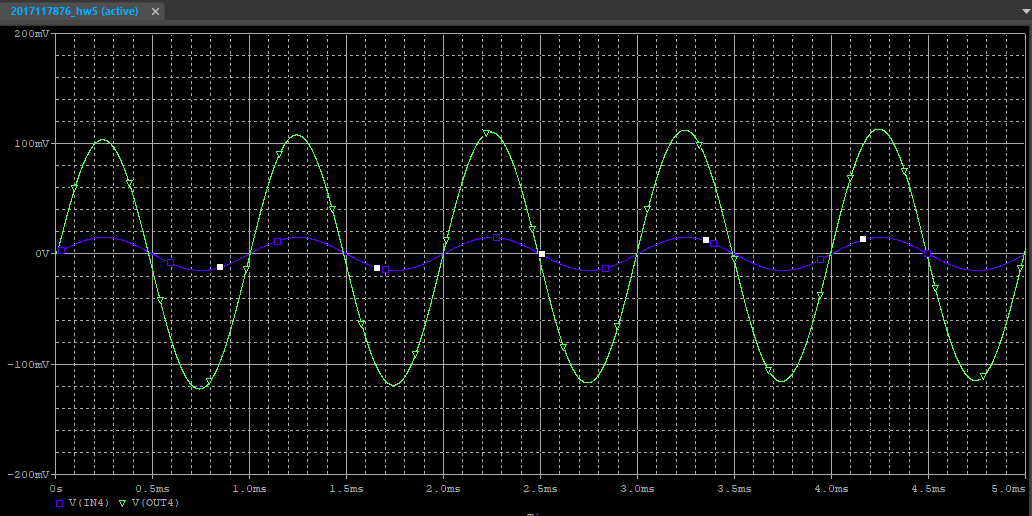 2017117876_hw5 (active)
200mV
100mV
0V
-100mV
-200mV
0s 0.5ms 1.0ms 1.5ms 2.0ms 2.5ms 3.0ms 3.5ms 4.0ms 4.5ms 5.0ms
V(IN4) V(OUT4)